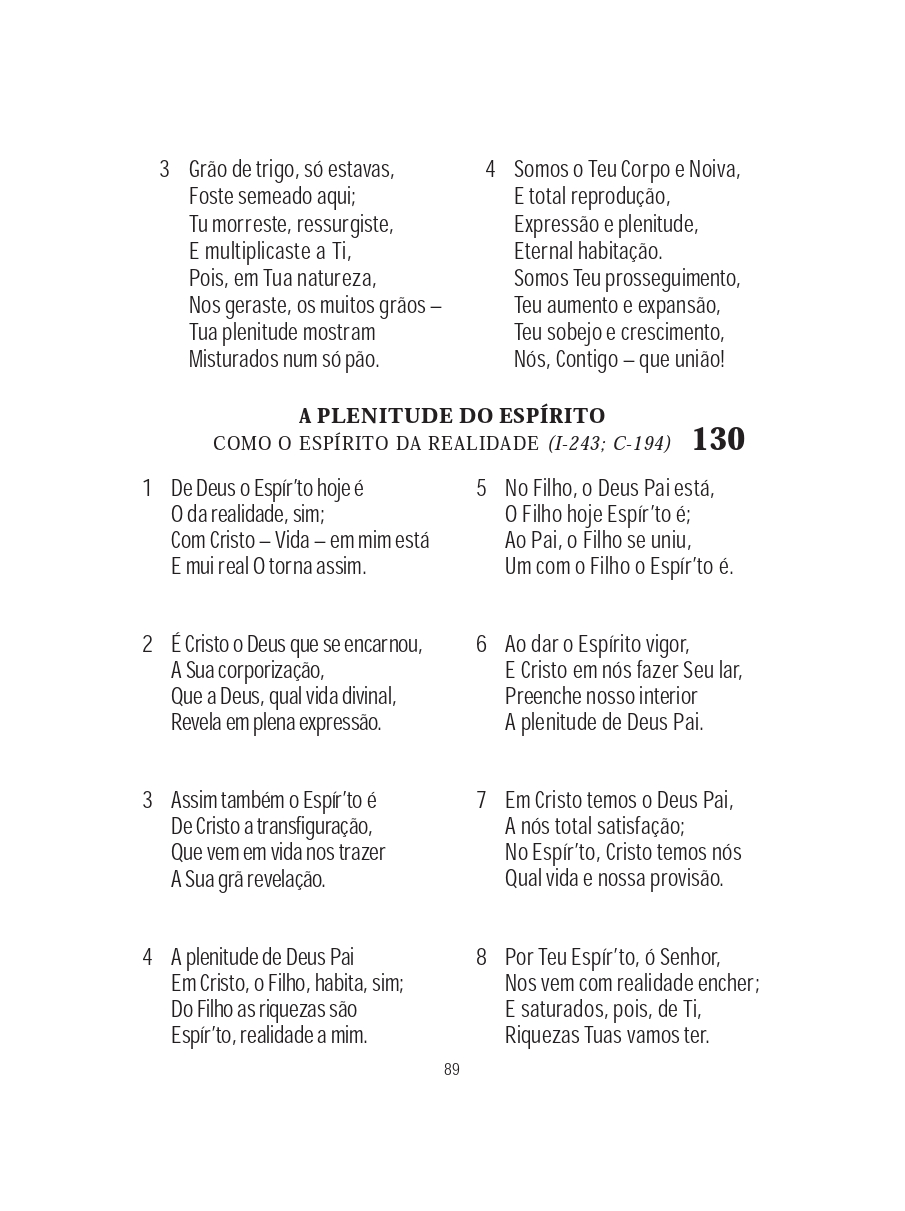 3 Grão de trigo, só estavas,
Foste semeado aqui;
Tu morreste, ressurgiste,
E multiplicaste a Ti,
Pois, em Tua natureza,
Nos geraste, os muitos grãos –
Tua plenitude mostram
Misturados num só pão.
4 Somos o Teu Corpo e Noiva,
E total reprodução,
Expressão e plenitude,
Eternal habitação.
Somos Teu prosseguimento,
Teu aumento e expansão,
Teu sobejo e crescimento,
Nós, Contigo – que união!
A PLENITUDE DO ESPÍRITO
COMO O ESPÍRITO DA REALIDADE (I-243; C-194) 130
1 De Deus o Espír’to hoje é
O da realidade, sim;
Com Cristo – Vida – em mim está
E mui real O torna assim.
2 É Cristo o Deus que se encarnou,
A Sua corporização,
Que a Deus, qual vida divinal,
Revela em plena expressão.
3 Assim também o Espír’to é
De Cristo a transfiguração,
Que vem em vida nos trazer
A Sua grã revelação.
4 A plenitude de Deus Pai
Em Cristo, o Filho, habita, sim;
Do Filho as riquezas são
Espír’to, realidade a mim.
5 No Filho, o Deus Pai está,
O Filho hoje Espír’to é;
Ao Pai, o Filho se uniu,
Um com o Filho o Espír’to é.
6 Ao dar o Espírito vigor,
E Cristo em nós fazer Seu lar,
Preenche nosso interior
A plenitude de Deus Pai.
7 Em Cristo temos o Deus Pai,
A nós total satisfação;
No Espír’to, Cristo temos nós
Qual vida e nossa provisão.
8 Por Teu Espír’to, ó Senhor,
Nos vem com realidade encher;
E saturados, pois, de Ti,
Riquezas Tuas vamos ter.
89